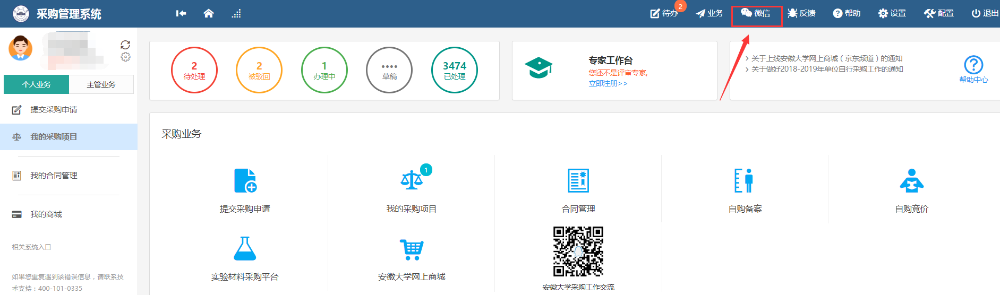 采购管理系统
待办
2
业务
微信
反馈
帮助
设置
配置
退出
个人业务
主管业务
提交采购申请
我的采购项目
我的合同管理
我的商城
相关系统入口
如果您重复遇到该错误信息，请联系技
术支持：400-101-0335
2
待处理
2
被驳回
1
办理中
••••
草稿
3474
已处理
专家工作台
您还不是评审专家,
立即注册>>
关于上线安徽大学网上商城（京东频道）的通知
关于做好2018-2019年单位自行采购工作的通知
帮助中心
采购业务
提交采购申请
1
我的采购项目
合同管理
自购备案
自购竞价
实验材料采购平台
安徽大学网上商城
安徽大学采购工作交流